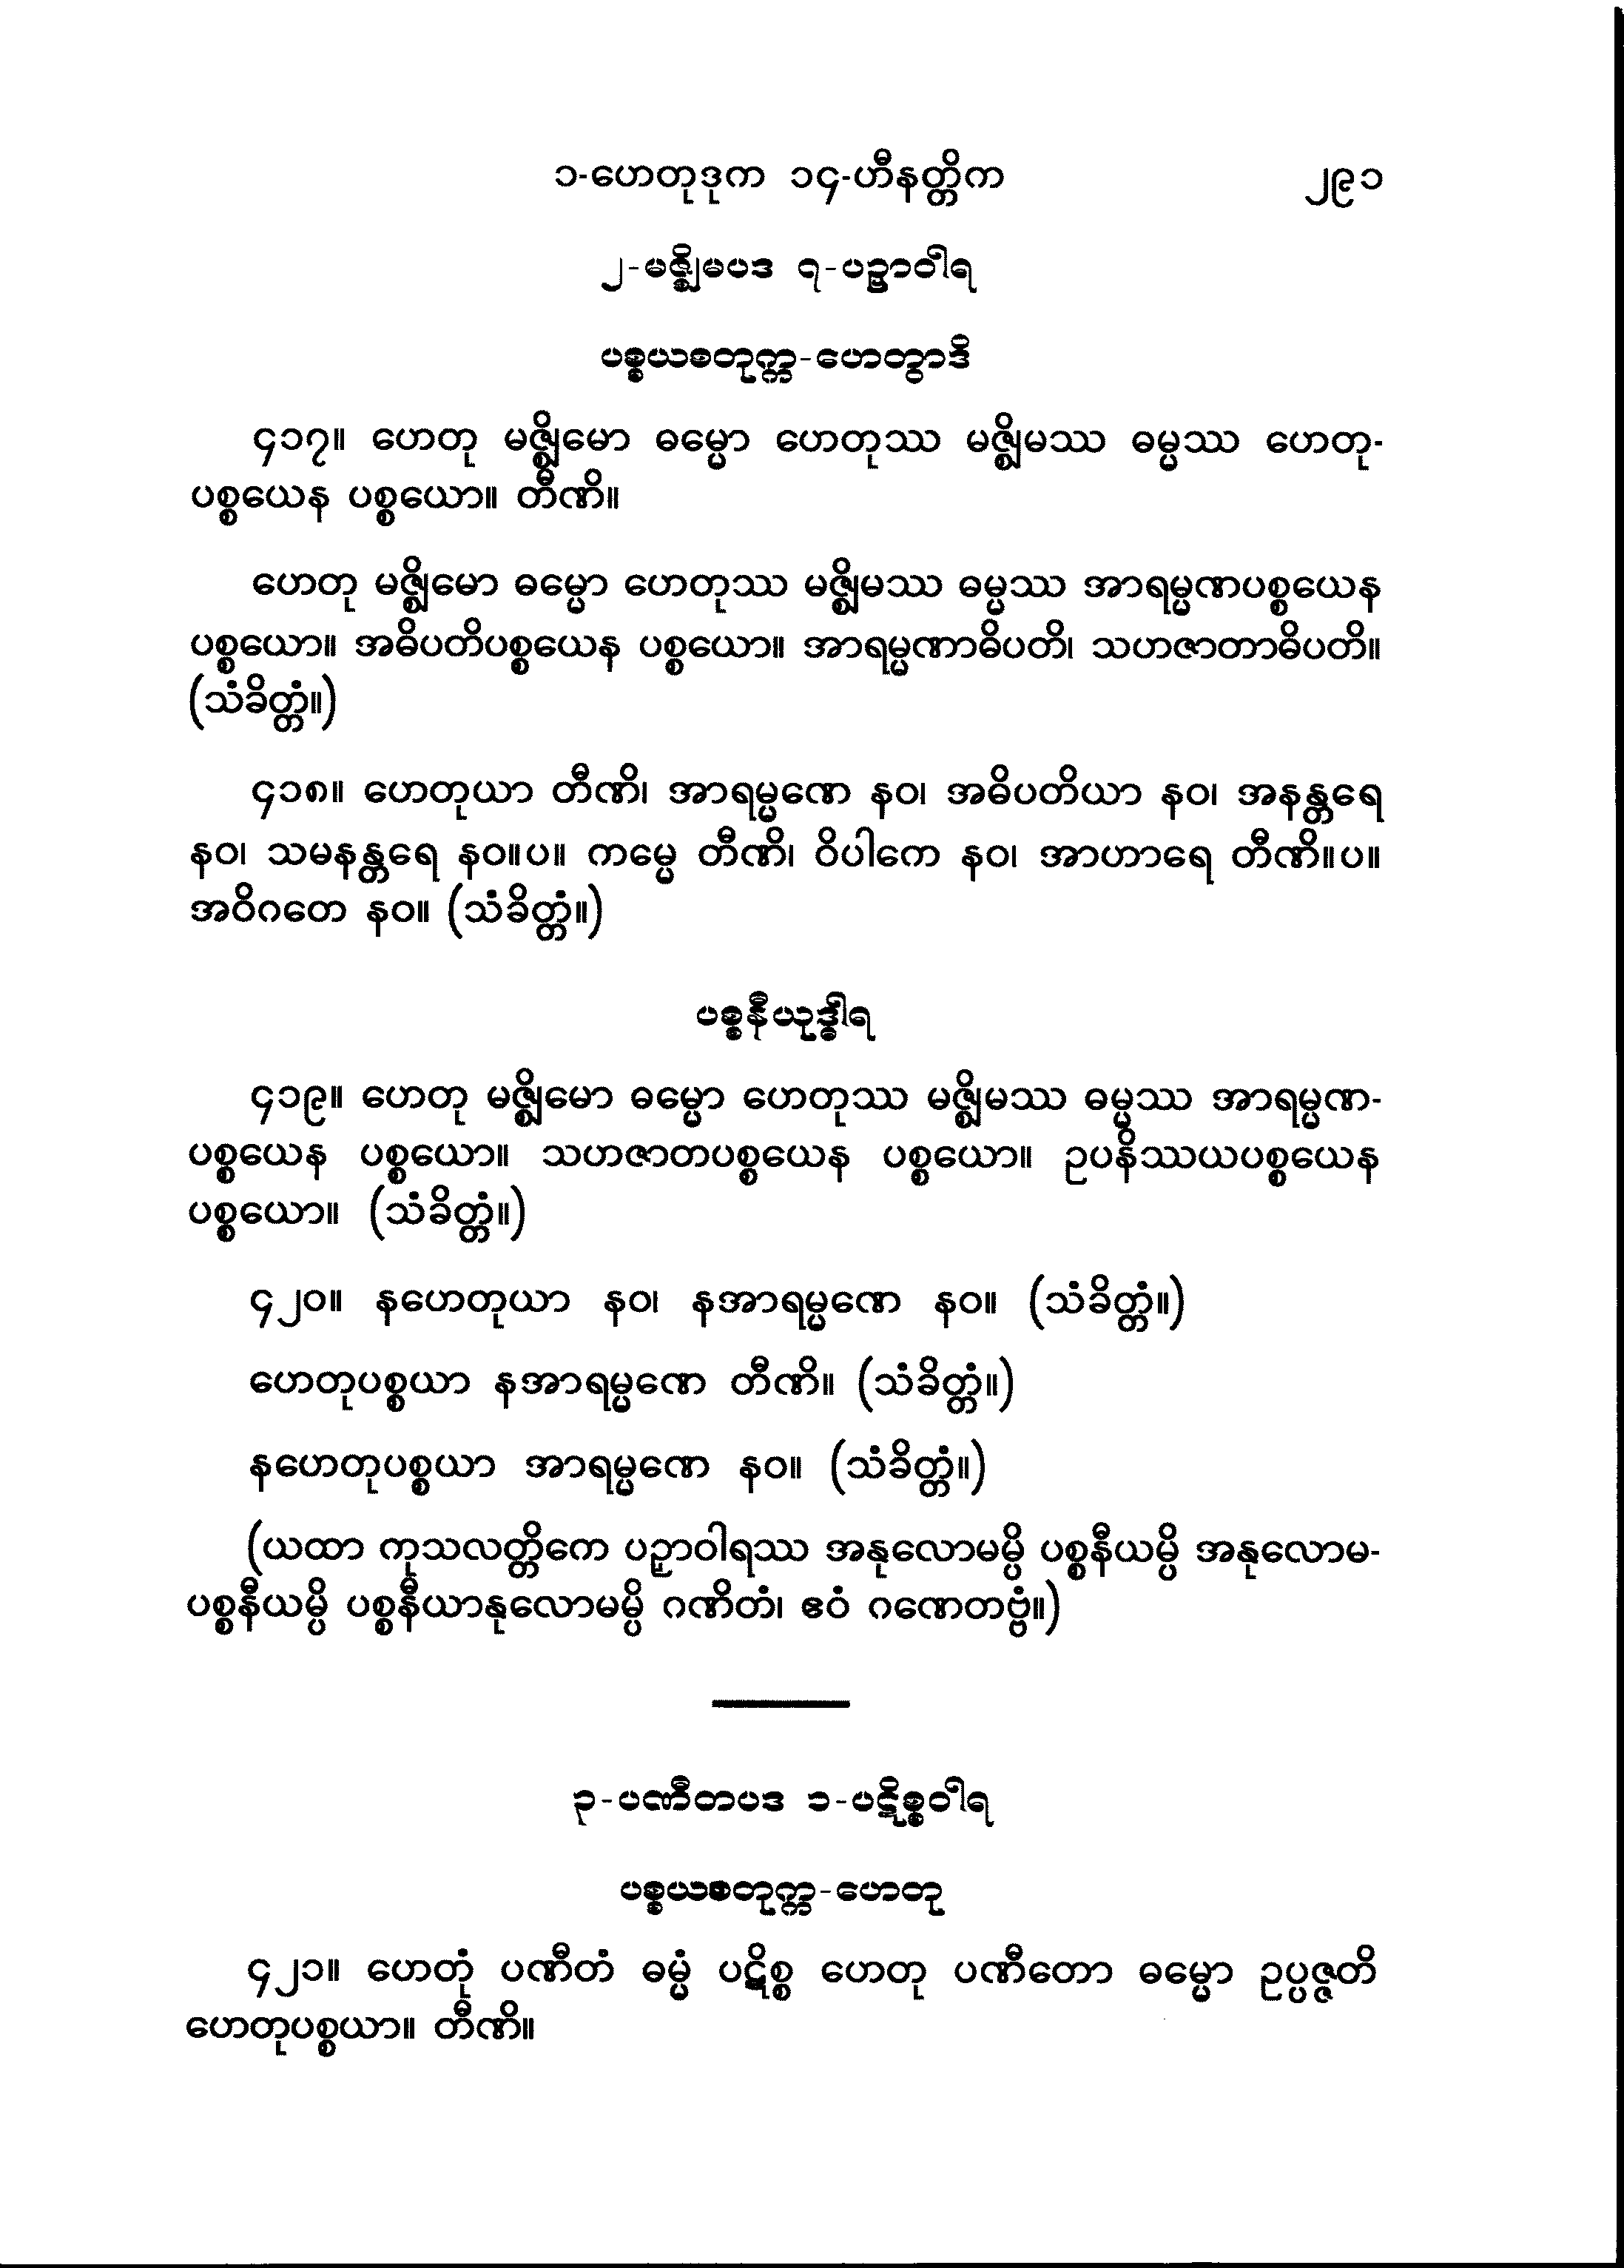 ၁-ဟေတုဒုက ၁၄-ဟီနတ္တိက ၂၉၁
၂-မဇ္ဈိမပဒ ၇-ပဉှာဝါရ
ပစ္စယစတုက္က-ဟေတွာဒိ
၄၁၇။ ဟေတု မဇ္ဈိမော ဓမ္မော ဟေတုဿ မဇ္ဈိမဿ ဓမ္မဿ ဟေတု-
ပစ္စယေန ပစ္စယော။ တီဏိ။
ဟေတု မဇ္ဈိမော ဓမ္မော ဟေတုဿ မဇ္ဈိမဿ ဓမ္မဿ အာရမ္မဏပစ္စယေန
ပစ္စယော။ အဓိပတိပစ္စယေန ပစ္စယော။ အာရမ္မဏာဓိပတိ၊ သဟဇာတာဓိပတိ။
(သံခိတ္တံ။)
၄၁၈။ ဟေတုယာ တီဏိ၊ အာရမ္မဏေ နဝ၊ အဓိပတိယာ နဝ၊ အနန္တရေ
နဝ၊ သမနန္တရေ နဝ။ပ။ ကမ္မေ တီဏိ၊ ဝိပါကေ နဝ၊ အာဟာရေ တီဏိ။ပ။
အဝိဂတေ နဝ။ (သံခိတ္တံ။)
ပစ္စနီယုဒ္ဓါရ
၄၁၉။ ဟေတု မဇ္ဈိမော ဓမ္မော ဟေတုဿ မဇ္ဈိမဿ ဓမ္မဿ အာရမ္မဏ-
ပစ္စယေန ပစ္စယော။ သဟဇာတပစ္စယေန ပစ္စယော။ ဥပနိဿယပစ္စယေန
ပစ္စယော။ (သံခိတ္တံ။)
၄၂၀။ နဟေတုယာ နဝ၊ နအာရမ္မဏေ နဝ။ (သံခိတ္တံ။)
ဟေတုပစ္စယာ နအာရမ္မဏေ တီဏိ။ (သံခိတ္တံ။)
နဟေတုပစ္စယာ အာရမ္မဏေ နဝ။ (သံခိတ္တံ။)
(ယထာ ကုသလတ္တိကေ ပဉှာဝါရဿ အနုလောမမ္ပိ ပစ္စနီယမ္ပိ အနုလောမ-
ပစ္စနီယမ္ပိ ပစ္စနီယာနုလောမမ္ပိ ဂဏိတံ၊ ဧဝံ ဂဏေတဗ္ဗံ။)
၃-ပဏီတပဒ ၁-ပဋိစ္စဝါရ
ပစ္စယစတုက္က-ဟေတု
၄၂၁။ ဟေတုံ ပဏီတံ ဓမ္မံ ပဋိစ္စ ဟေတု ပဏီတော ဓမ္မော ဥပ္ပဇ္ဇတိ
ဟေတုပစ္စယာ။ တီဏိ။